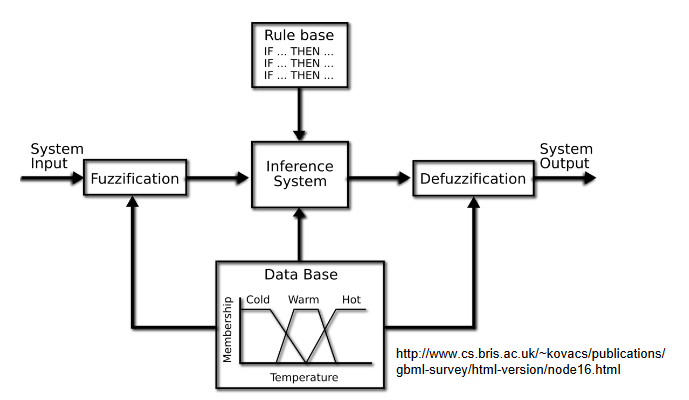 Rule base
IF ... THEN ...
IF ... THEN ...
IF ... THEN ...
System
Input
Fuzzification
Inference
System
Defuzzification
System
Output
Data Base
Cold
Warm
Hot
Membership
Temperature
http://www.cs.bris.ac.uk/~kovacs/publications/
gbml-survey/html-version/node16.html